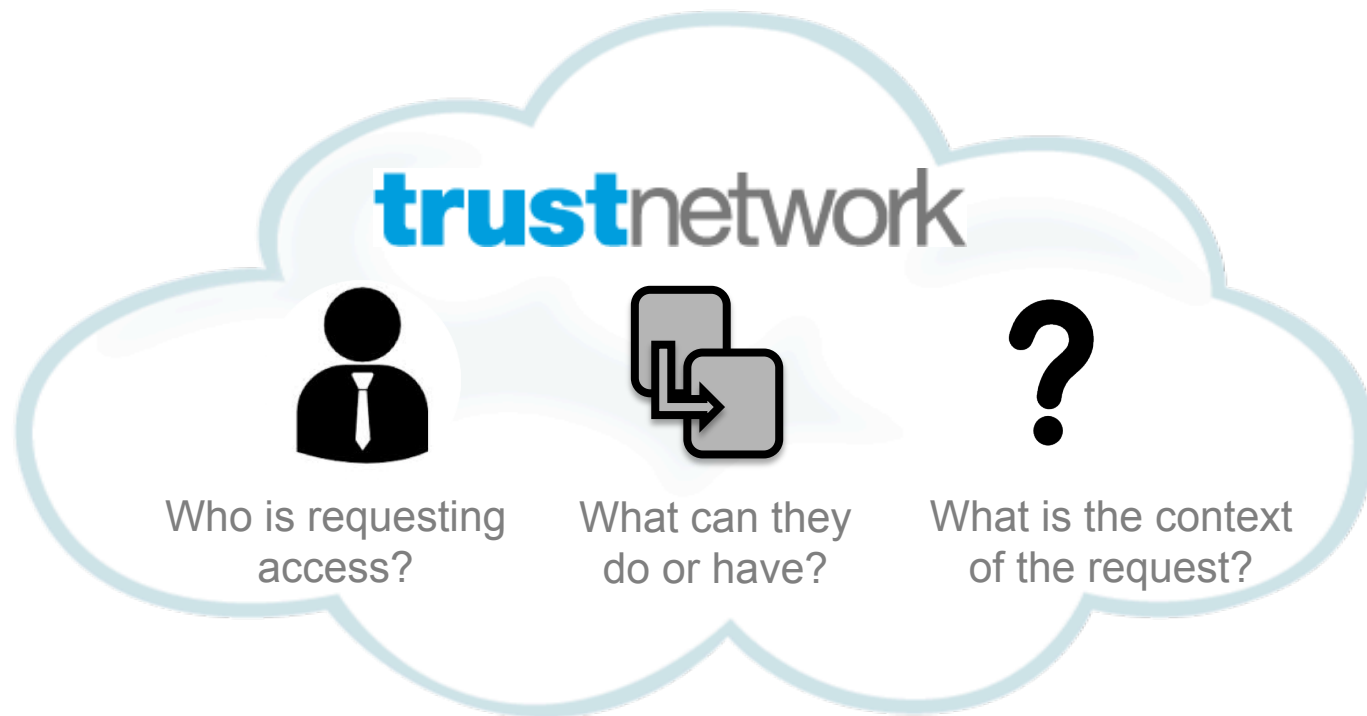 trustnetwork
Who is requesting
access?
What can they
do or have?
What is the context
of the request?